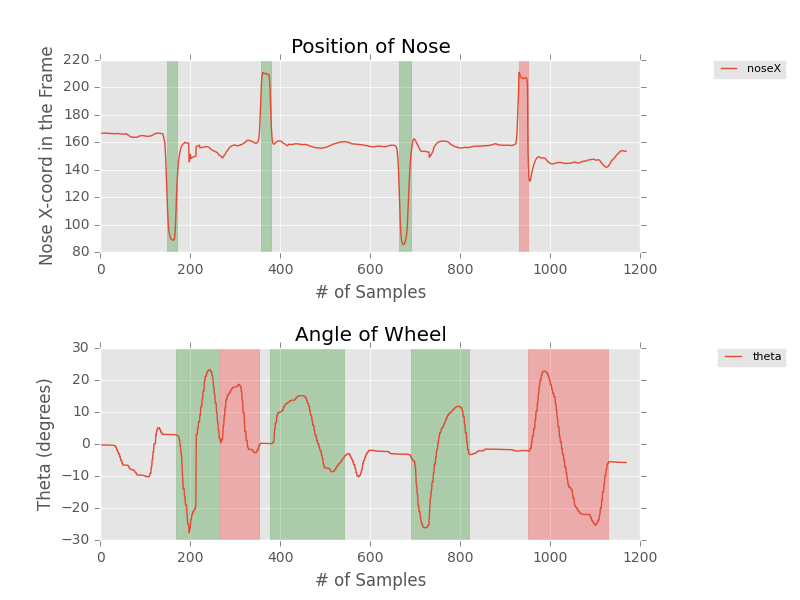 Position of Nose
Nose X-coord in the Frame
220
200
180
160
140
120
100
80
0 200 400 600 800 1000 1200
# of Samples
noseX
Angle of Wheel
Theta (degrees)
30
20
10
0
−10
−20
−30
0 200 400 600 800 1000 1200
# of Samples
theta